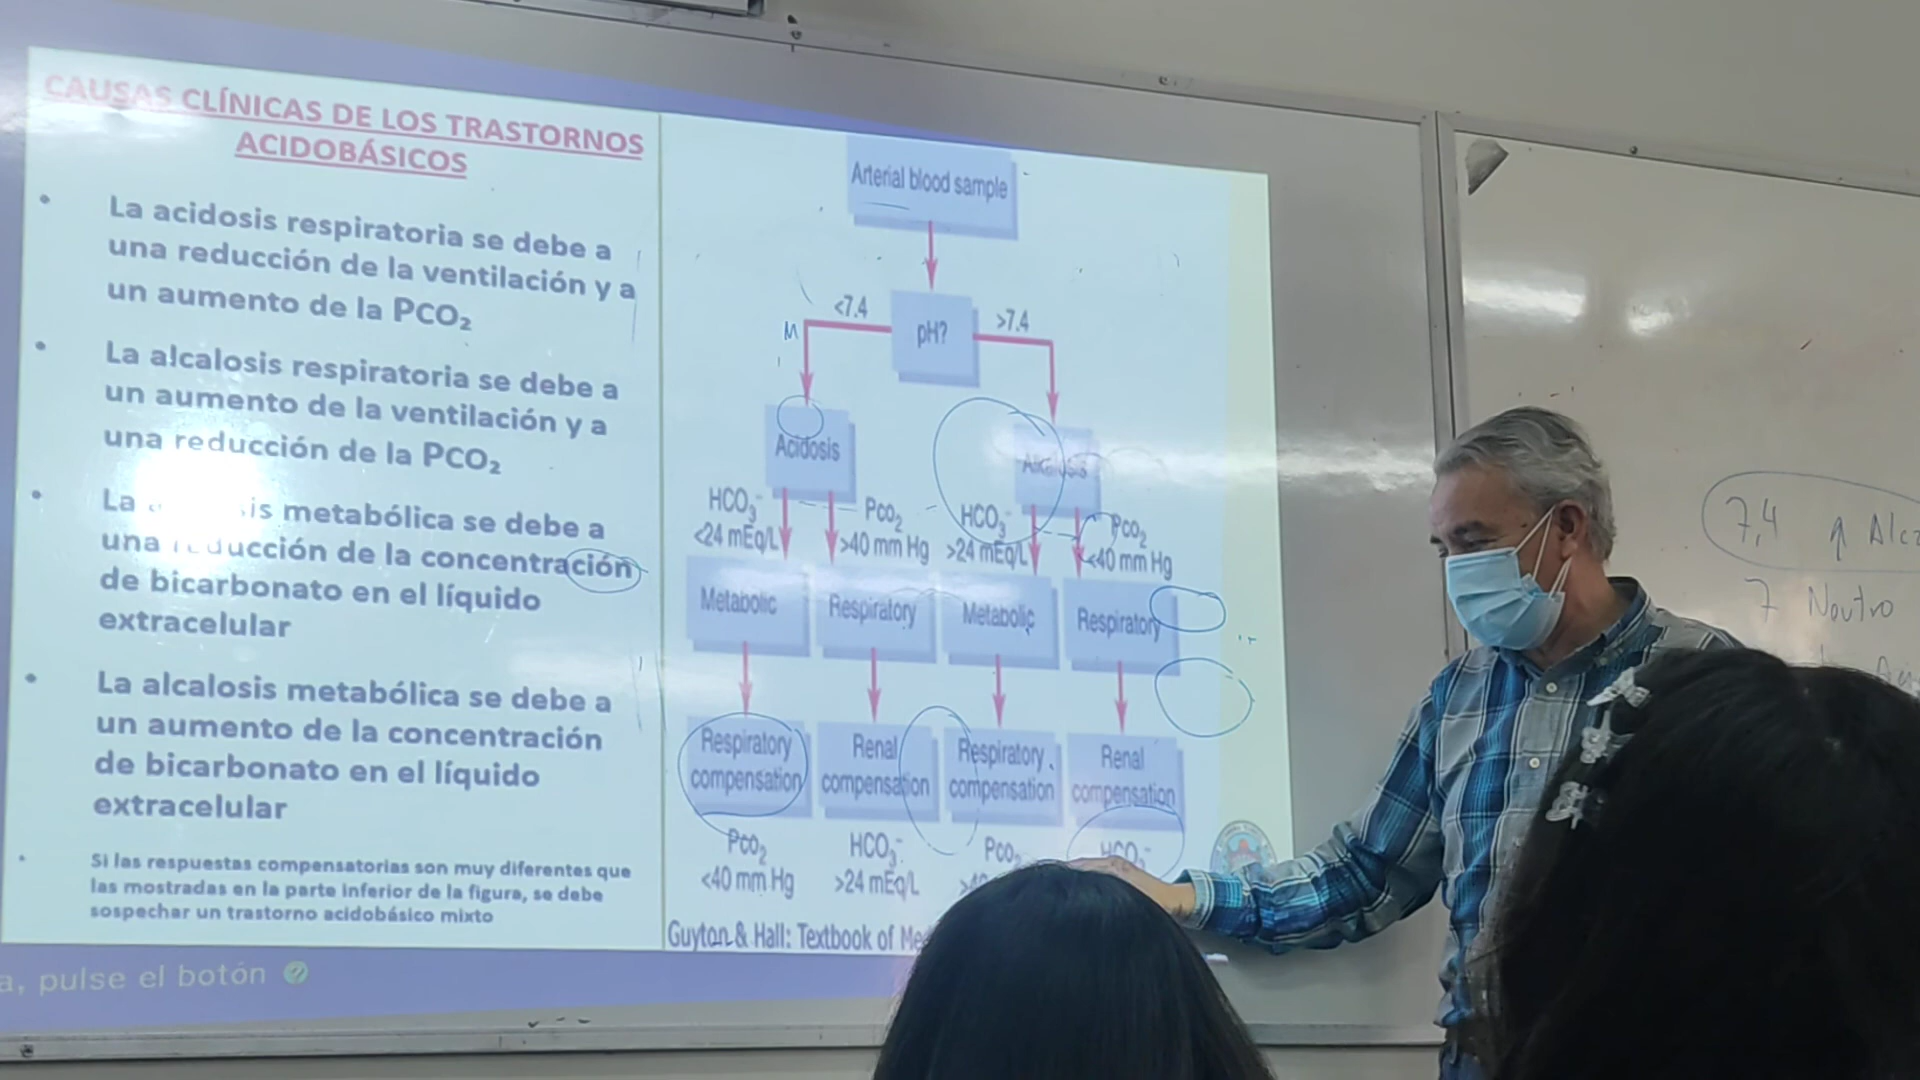 CAUSAS CLÍNICAS DE LOS TRASTORNOS
ACIDOBÁSICOS
• La acidosis respiratoria se debe a
una reducción de la ventilación y a
un aumento de la PCO₂
• La alcalosis respiratoria se debe a
un aumento de la ventilación y a
una reducción de la PCO₂
• La metabólica se debe a
una reducción de la concentración
de bicarbonato en el líquido
extracelular
• La alcalosis metabólica se debe a
un aumento de la concentración
de bicarbonato en el líquido
extracelular
• Si las respuestas compensatorias son muy diferentes que
las mostradas en la parte inferior de la figura, se debe
sospechar un trastorno acidobásico mixto
Arterial blood sample
<7.4
pH?
>7.4
M
Acidosis
Alkalosis
HCO₃⁻
<24 mEq/L
Pco₂
>40 mm Hg
HCO₃⁻
>24 mEq/L
Pco₂
<40 mm Hg
Metabolic
Respiratory
Metabolic
Respiratory
Respiratory
compensation
Renal
compensation
Respiratory
compensation
Renal
compensation
Pco₂
<40 mm Hg
HCO₃⁻
>24 mEq/L
Pco₂
HCO₃⁻
Guyton & Hall: Textbook of
a, pulse el botón
7,4 ↑
7 Neutro